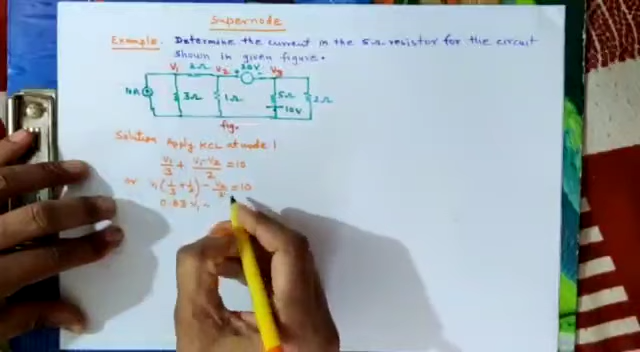 Supernode
Example. Determine the current in the 5Ω resistor for the circuit
shown in given figure.
V1 2Ω V2 + 20V - V3
10A 3Ω 1Ω 5Ω 2Ω
10V
fig.
Solution Apply KCL at node 1
V1/3 + V1-V2/2 = 10
or V1(1/3 + 1/2) - V2/2 = 10
0.83 V1 -